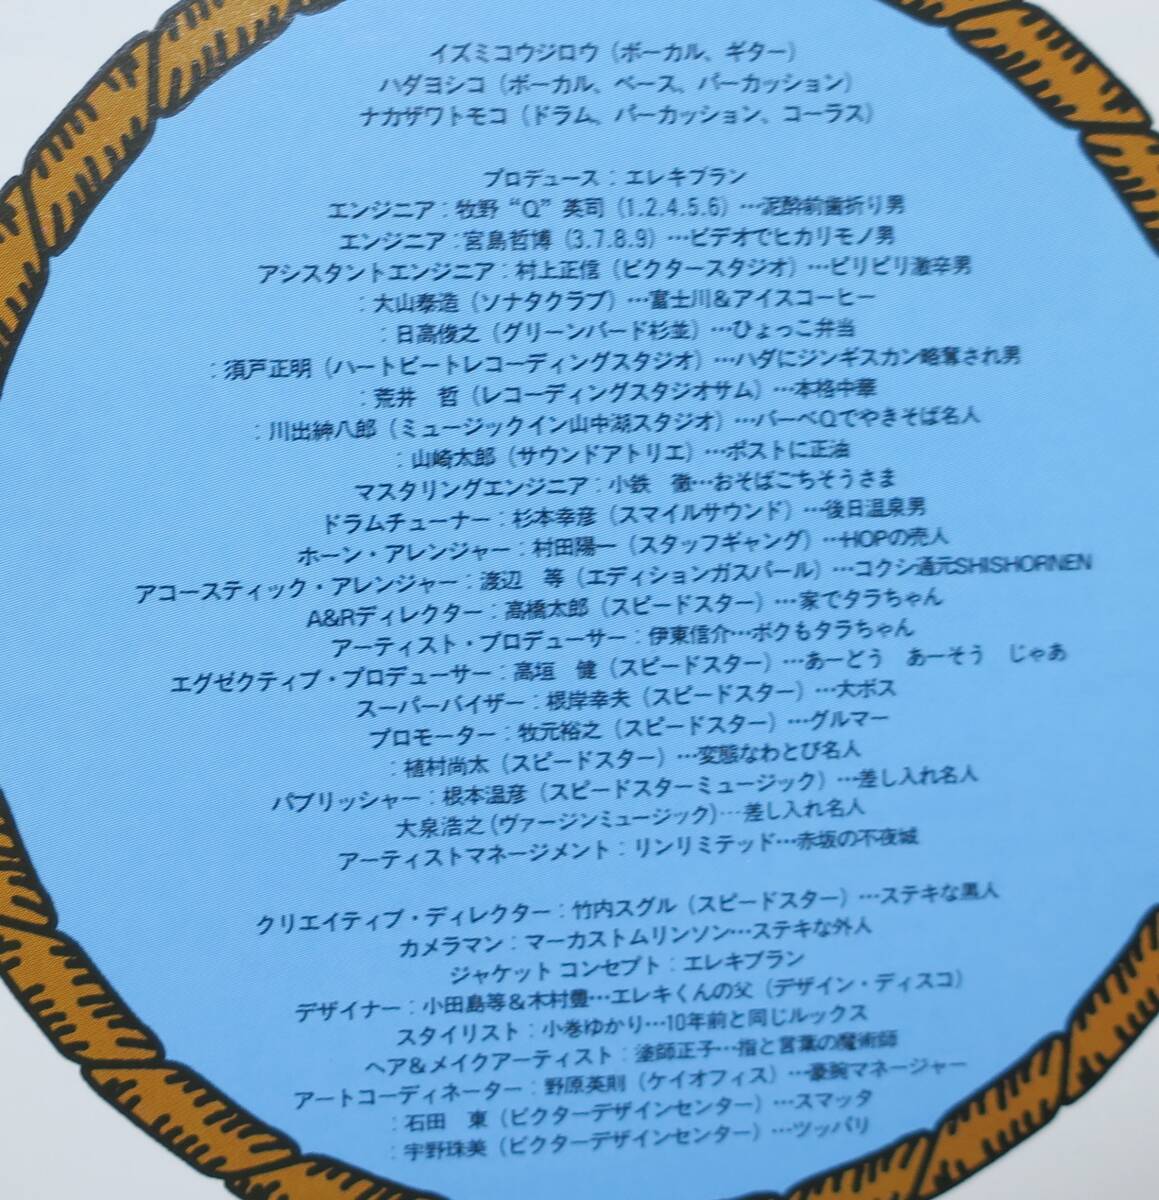 イズミコウジロウ（ボーカル、ギター）
ハダヨシコ（ボーカル、ベース、パーカッション）
ナカザワトモコ（ドラム、パーカッション、コーラス）
プロデュース：エレキブラン
エンジニア：牧野 “Q” 英司（1.2.4.5.6）…泥酔前歯折り男
エンジニア：宮島哲博（3.7.8.9）…ビデオでヒカリモノ男
アシスタントエンジニア：村上正信（ビクタースタジオ）…ビリビリ激辛男
：大山泰造（ソナタクラブ）…富士川＆アイスコーヒー
：日高俊之（グリーンバード杉並）…ひょっこ弁当
：須戸正明（ハートビートレコーディングスタジオ）…ハダにジンギスカン略奪され男
：荒井　哲（レコーディングスタジオサム）…本格中華
：川出紳八郎（ミュージックイン山中湖スタジオ）…バーベQでやきそば名人
：山崎太郎（サウンドアトリエ）…ポストに正油
マスタリングエンジニア：小鉄　徹…おそばごちそうさま
ドラムチューナー：杉本幸彦（スマイルサウンド）…後日温泉男
ホーン・アレンジャー：村田陽一（スタッフギャング）…HOPの売人
アコースティック・アレンジャー：渡辺　等（エディションガスパール）…コクシ通元SHISHORNEN
A&Rディレクター：高橋太郎（スピードスター）…家でタラちゃん
アーティスト・プロデューサー：伊東信介…ボクもタラちゃん
エグゼクティブ・プロデューサー：高垣　健（スピードスター）…あーどう　あーそう　じゃあ
スーパーバイザー：根岸幸夫（スピードスター）…大ボス
プロモーター：牧元裕之（スピードスター）…グルマー
：植村尚太（スピードスター）…変態なわとび名人
パブリッシャー：根本温彦（スピードスターミュージック）…差し入れ名人
大泉浩之（ヴァージンミュージック）…差し入れ名人
アーティストマネージメント：リンリミテッド…赤坂の不夜城
クリエイティブ・ディレクター：竹内スグル（スピードスター）…ステキな黒人
カメラマン：マーカストムリンソン…ステキな外人
ジャケット コンセプト：エレキブラン
デザイナー：小田島等＆木村豊…エレキくんの父（デザイン・ディスコ）
スタイリスト：小巻ゆかり…10年前と同じルックス
ヘア＆メイクアーティスト：塗師正子…指と言葉の魔術師
アートコーディネーター：野原英則（ケイオフィス）…豪腕マネージャー
：石田　東（ビクターデザインセンター）…スマッタ
：宇野珠美（ビクターデザインセンター）…ツッパリ